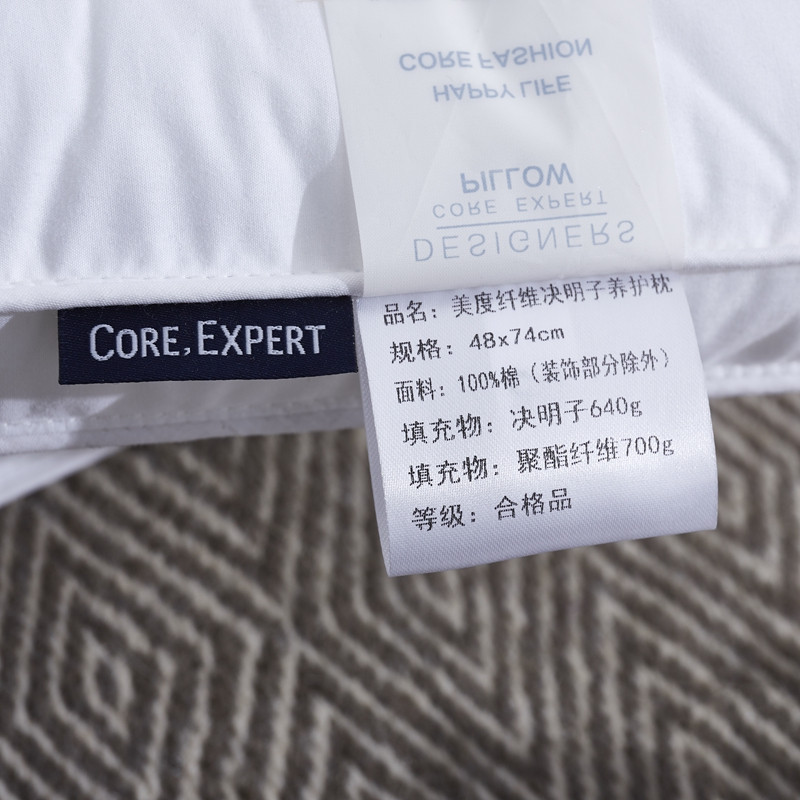 CORE FASHION
HAPPY LIFE
PILLOW
CORE EXPERT
DESIGNERS
CORE, EXPERT
品名：美度纤维决明子养护枕
规格：48x74cm
面料：100%棉（装饰部分除外）
填充物：决明子640g
填充物：聚酯纤维700g
等级：合格品